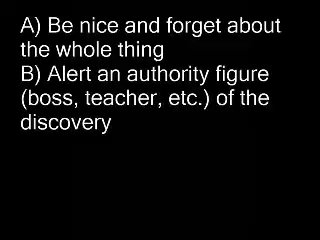 A) Be nice and forget about
the whole thing
B) Alert an authority figure
(boss, teacher, etc.) of the
discovery